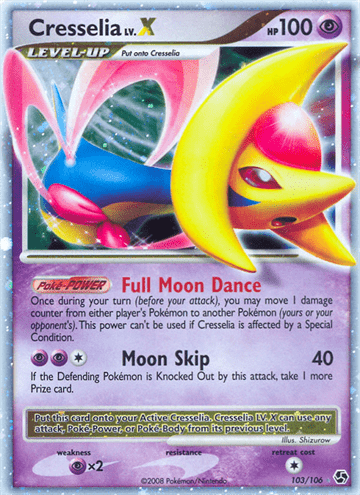 Cresselia LV. X HP 100
LEVEL-UP Put onto Cresselia
Poké-POWER Full Moon Dance
Once during your turn (before your attack), you may move 1 damage
counter from either player's Pokémon to another Pokémon (yours or your
opponent's). This power can't be used if Cresselia is affected by a Special
Condition.
Moon Skip 40
If the Defending Pokémon is Knocked Out by this attack, take 1 more
Prize card.
Put this card onto your Active Cresselia. Cresselia LV. X can use any
attack, Poké-Power, or Poké-Body from its previous level.
Illus. Shizurow
weakness resistance retreat cost
×2
©2008 Pokémon/Nintendo 103/106